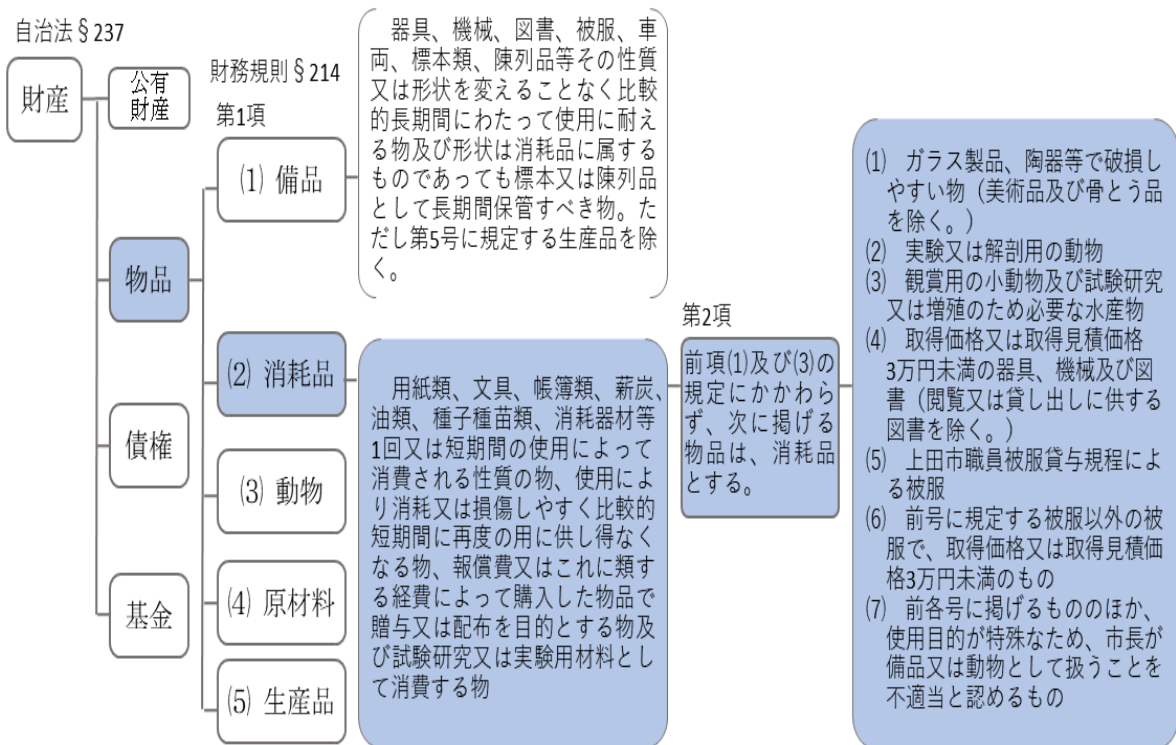 自治法§237
財産
公有
財産
物品
債権
基金
財務規則§214
第1項
(1) 備品
(2) 消耗品
(3) 動物
(4) 原材料
(5) 生産品
器具、機械、図書、被服、車
両、標本類、陳列品等その性質
又は形状を変えることなく比較
的長期間にわたって使用に耐え
る物及び形状は消耗品に属する
ものであっても標本又は陳列品
として長期間保管すべき物。た
だし第5号に規定する生産品を除
く。
用紙類、文具、帳簿類、薪炭、
油類、種子種苗類、消耗器材等
1回又は短期間の使用によって
消費される性質の物、使用によ
り消耗又は損傷しやすく比較的
短期間に再度の用に供し得なく
なる物、報償費又はこれに類す
る経費によって購入した物品で
贈与又は配布を目的とする物及
び試験研究又は実験用材料とし
て消費する物
第2項
前項(1)及び(3)の
規定にかかわら
ず、次に掲げる
物品は、消耗品
とする。
(1) ガラス製品、陶器等で破損し
やすい物（美術品及び骨とう品
を除く。）
(2) 実験又は解剖用の動物
(3) 観賞用の小動物及び試験研究
又は増殖のため必要な水産物
(4) 取得価格又は取得見積価格
3万円未満の器具、機械及び図
書（閲覧又は貸し出しに供する
図書を除く。）
(5) 上田市職員被服貸与規程によ
る被服
(6) 前号に規定する被服以外の被
服で、取得価格又は取得見積価
格3万円未満のもの
(7) 前各号に掲げるもののほか、
使用目的が特殊なため、市長が
備品又は動物として扱うことを
不適当と認めるもの